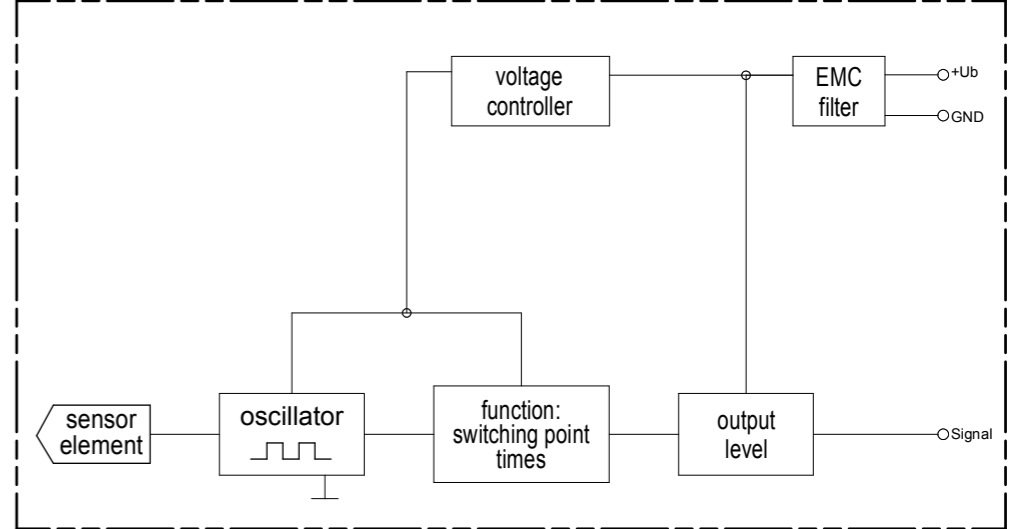 voltage
controller
EMC
filter
+Ub
GND
sensor
element
oscillator
function:
switching point
times
output
level
Signal